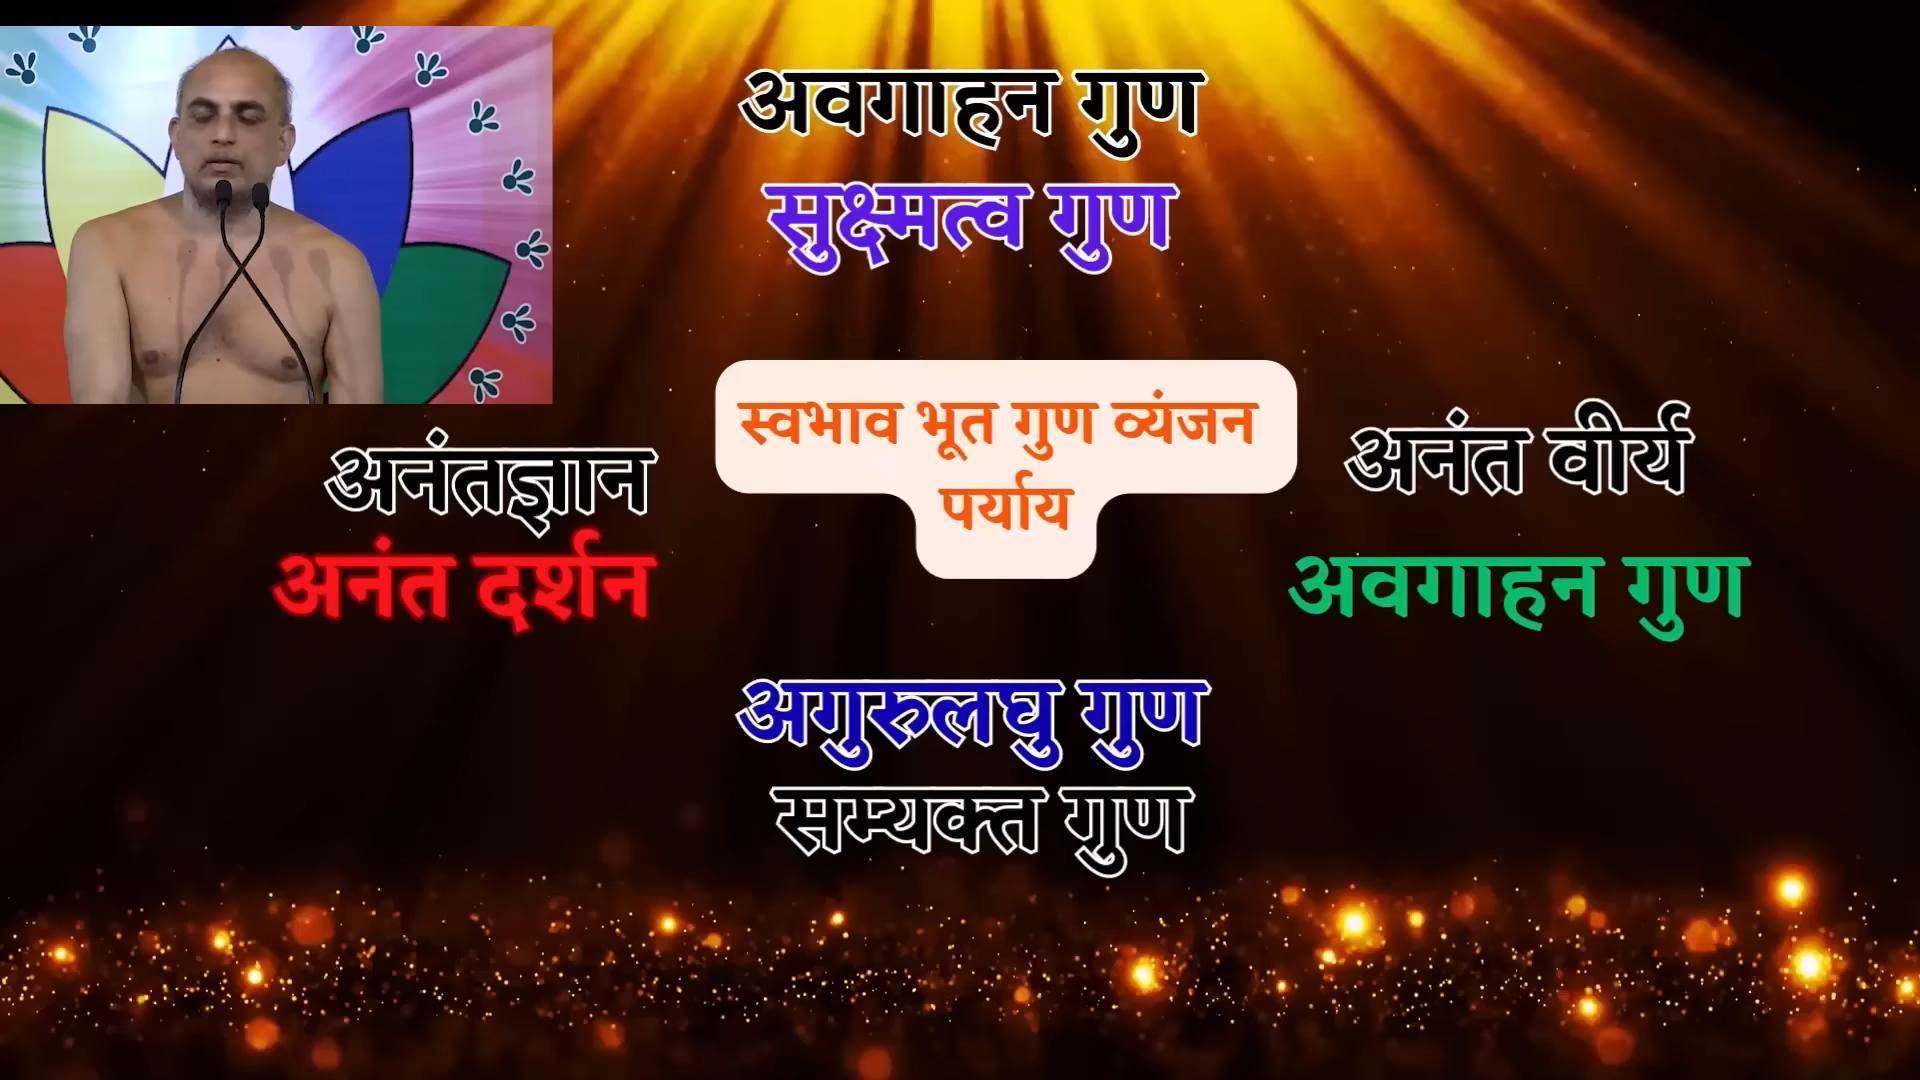 अवगाहन गुण
सुक्ष्मत्व गुण
स्वभाव भूत गुण व्यंजन
पर्याय
अनंतज्ञान
अनंत दर्शन
अनंत वीर्य
अवगाहन गुण
अगुरुलघु गुण
सम्यक्त गुण